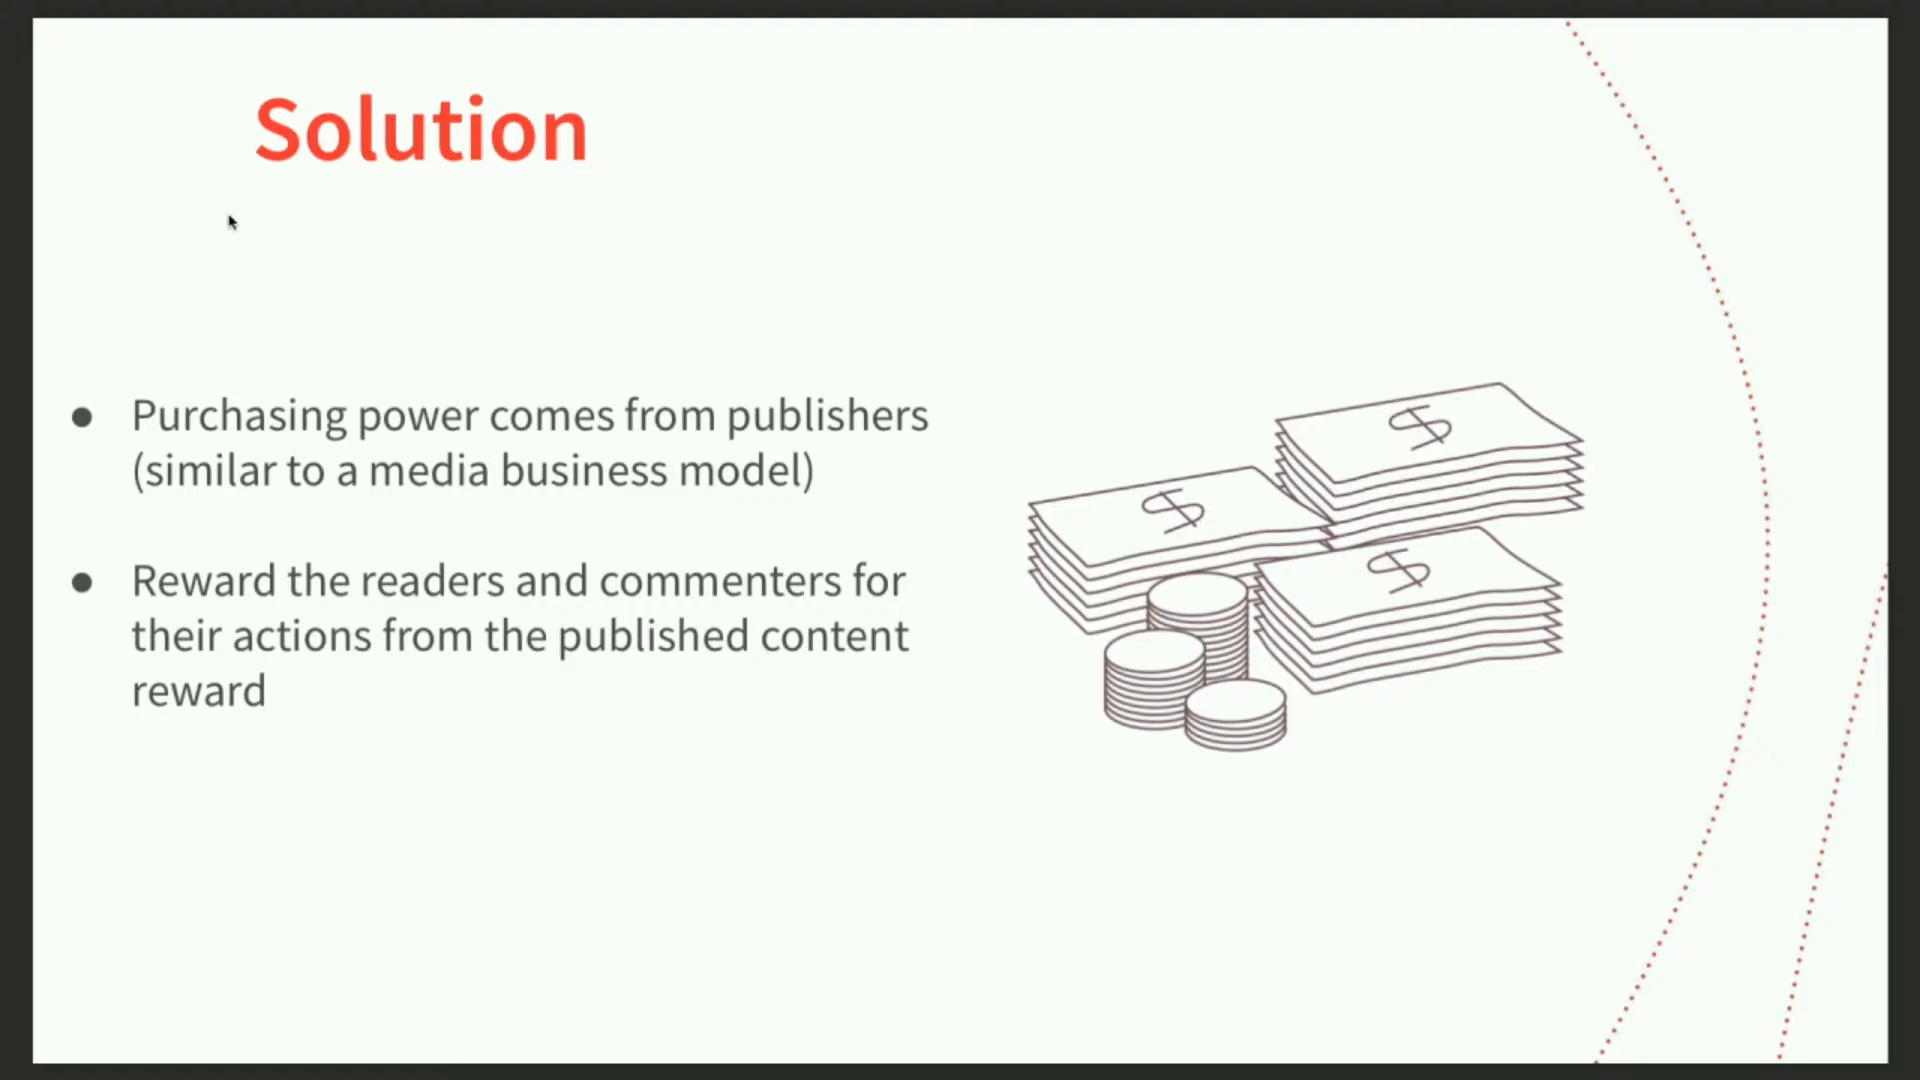 Solution
● Purchasing power comes from publishers
(similar to a media business model)
● Reward the readers and commenters for
their actions from the published content
reward
$
$
$